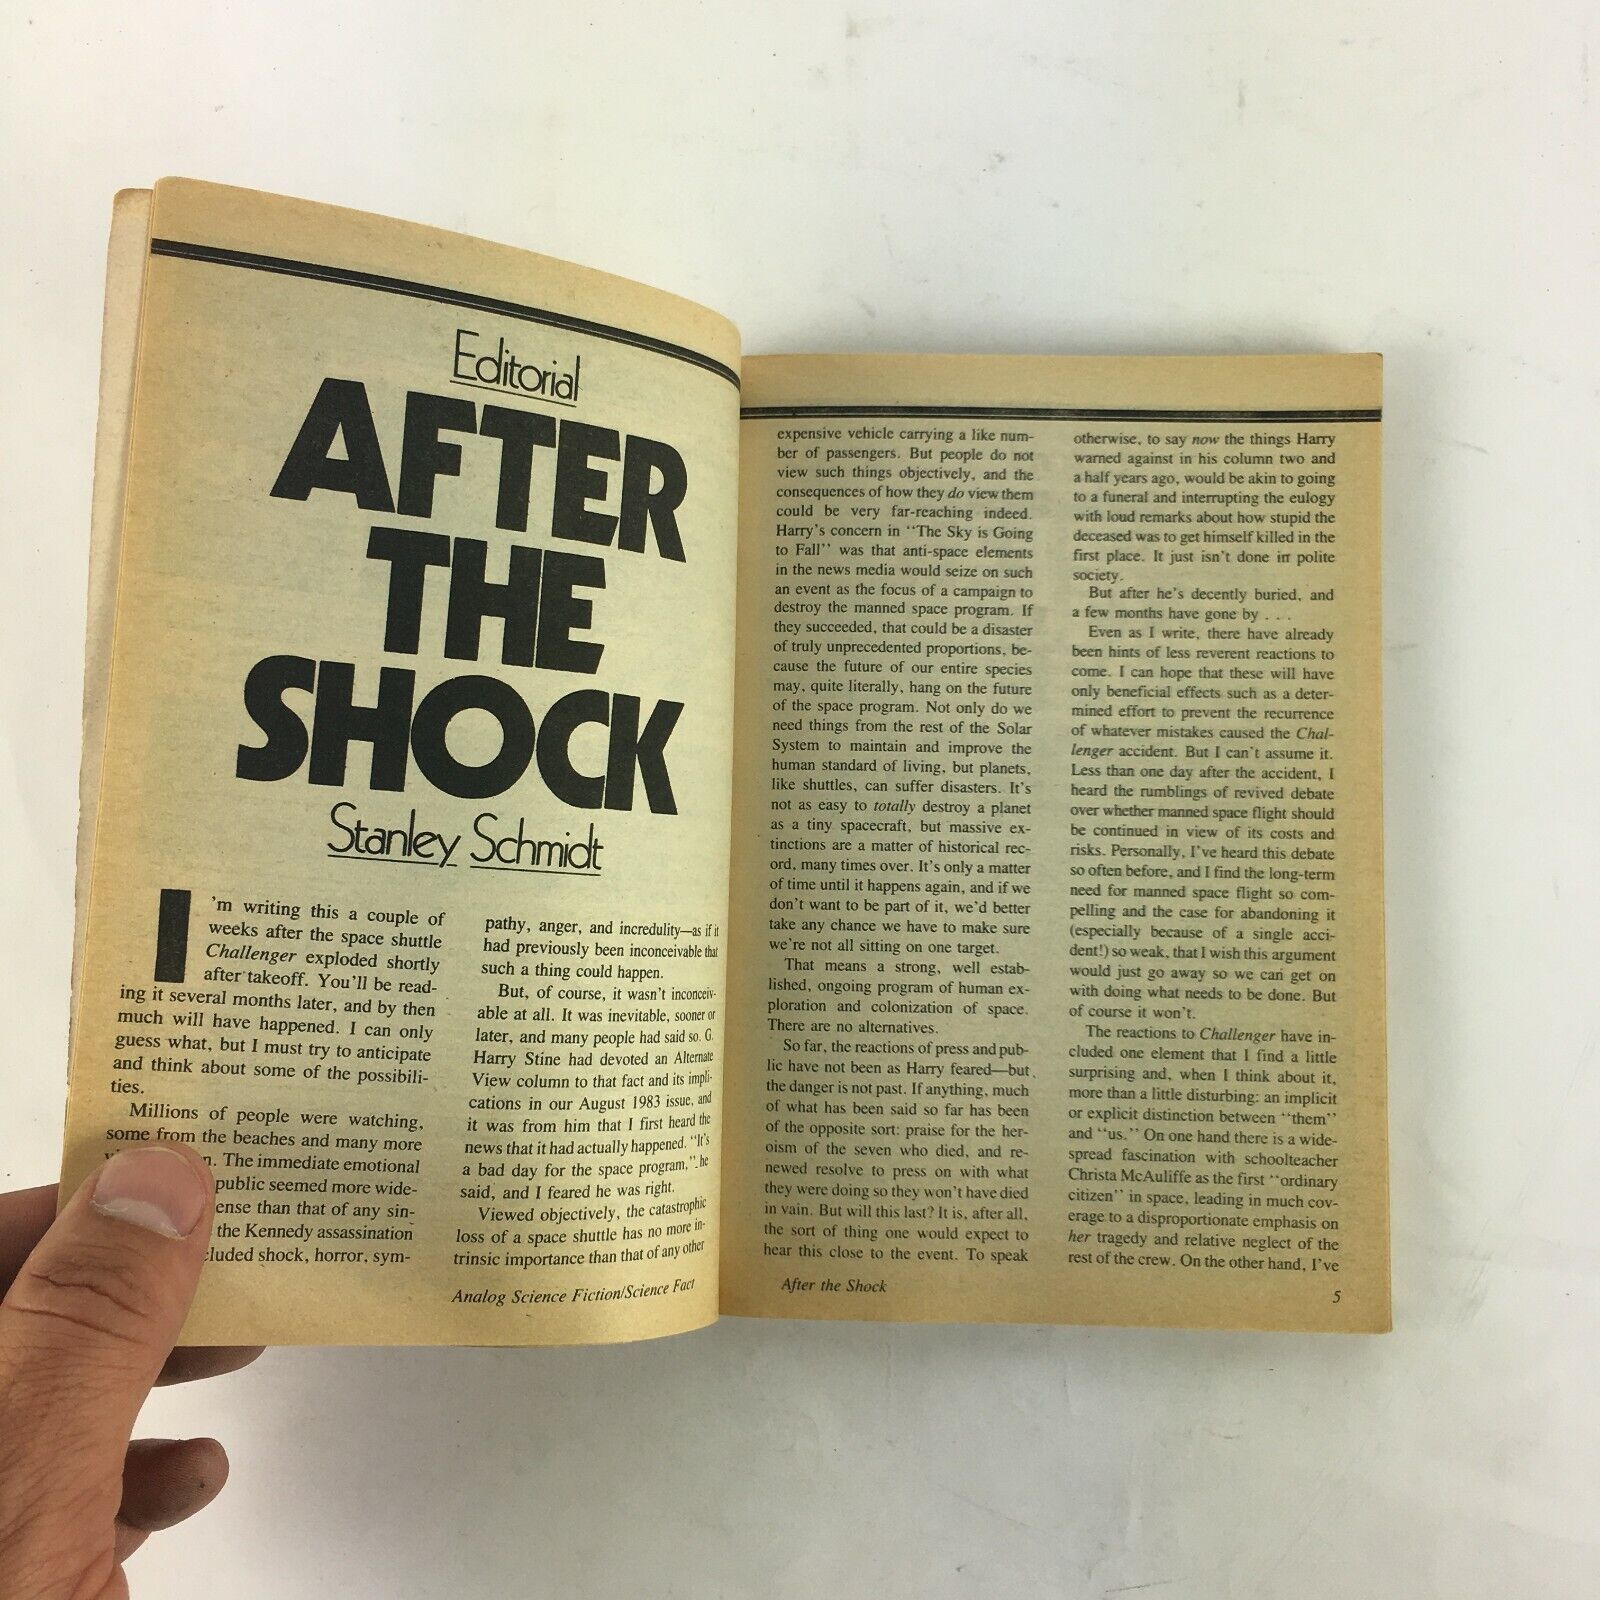 Editorial
AFTER
THE
SHOCK
Stanley Schmidt
I'm writing this a couple of
weeks after the space shuttle
Challenger exploded shortly
after takeoff. You'll be read-
ing it several months later, and by then
much will have happened. I can only
guess what, but I must try to anticipate
and think about some of the possibili-
ties.
Millions of people were watching,
some from the beaches and many more
The immediate emotional
public seemed more wide-
than that of any sin-
the Kennedy assassination
shock, horror, sym-
pathy, anger, and incredulity—as if it
had previously been inconceivable that
such a thing could happen.
But, of course, it wasn't inconceiv-
able at all. It was inevitable, sooner or
later, and many people had said so. G.
Harry Stine had devoted an Alternate
View column to that fact and its impli-
cations in our August 1983 issue, and
it was from him that I first heard the
news that it had actually happened. "It's
a bad day for the space program," he
said, and I feared he was right.
Viewed objectively, the catastrophic
loss of a space shuttle has no more in-
trinsic importance than that of any other
Analog Science Fiction/Science Fact
expensive vehicle carrying a like num-
ber of passengers. But people do not
view such things objectively, and the
consequences of how they do view them
could be very far-reaching indeed.
Harry's concern in "The Sky is Going
to Fall" was that anti-space elements
in the news media would seize on such
an event as the focus of a campaign to
destroy the manned space program. If
they succeeded, that could be a disaster
of truly unprecedented proportions, be-
cause the future of our entire species
may, quite literally, hang on the future
of the space program. Not only do we
need things from the rest of the Solar
System to maintain and improve the
human standard of living, but planets,
like shuttles, can suffer disasters. It's
not as easy to totally destroy a planet
as a tiny spacecraft, but massive ex-
tinctions are a matter of historical rec-
ord, many times over. It's only a matter
of time until it happens again, and if we
don't want to be part of it, we'd better
take any chance we have to make sure
we're not all sitting on one target.
That means a strong, well estab-
lished, ongoing program of human ex-
ploration and colonization of space.
There are no alternatives.
So far, the reactions of press and pub-
lic have not been as Harry feared—but
the danger is not past. If anything, much
of what has been said so far has been
of the opposite sort: praise for the her-
oism of the seven who died, and re-
newed resolve to press on with what
they were doing so they won't have died
in vain. But will this last? It is, after all,
the sort of thing one would expect to
hear this close to the event. To speak
otherwise, to say now the things Harry
warned against in his column two and
a half years ago, would be akin to going
to a funeral and interrupting the eulogy
with loud remarks about how stupid the
deceased was to get himself killed in the
first place. It just isn't done in polite
society.
But after he's decently buried, and
a few months have gone by . . .
Even as I write, there have already
been hints of less reverent reactions to
come. I can hope that these will have
only beneficial effects such as a deter-
mined effort to prevent the recurrence
of whatever mistakes caused the Chal-
lenger accident. But I can't assume it.
Less than one day after the accident, I
heard the rumblings of revived debate
over whether manned space flight should
be continued in view of its costs and
risks. Personally, I've heard this debate
so often before, and I find the long-term
need for manned space flight so com-
pelling and the case for abandoning it
(especially because of a single acci-
dent!) so weak, that I wish this argument
would just go away so we can get on
with doing what needs to be done. But
of course it won't.
The reactions to Challenger have in-
cluded one element that I find a little
surprising and, when I think about it,
more than a little disturbing: an implicit
or explicit distinction between "them"
and "us." On one hand there is a wide-
spread fascination with schoolteacher
Christa McAuliffe as the first "ordinary
citizen" in space, leading in much cov-
erage to a disproportionate emphasis on
her tragedy and relative neglect of the
rest of the crew. On the other hand, I've
After the Shock
5